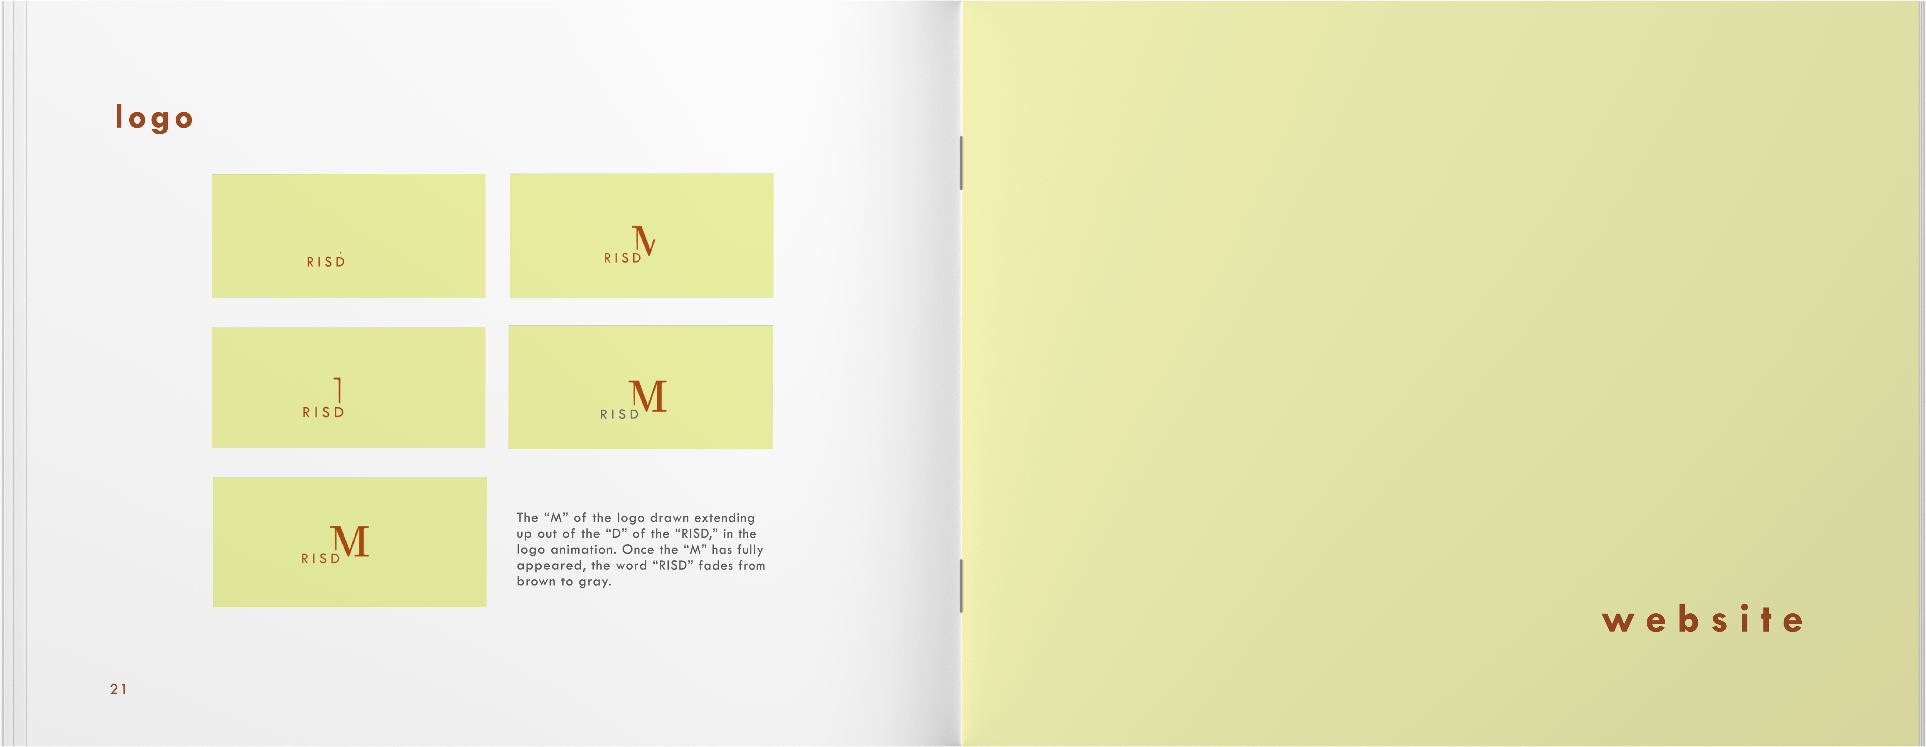 logo
RISD
RISD M
RISD
RISD M
RISD M
The “M” of the logo drawn extending
up out of the “D” of the “RISD,” in the
logo animation. Once the “M” has fully
appeared, the word “RISD” fades from
brown to gray.
21
website